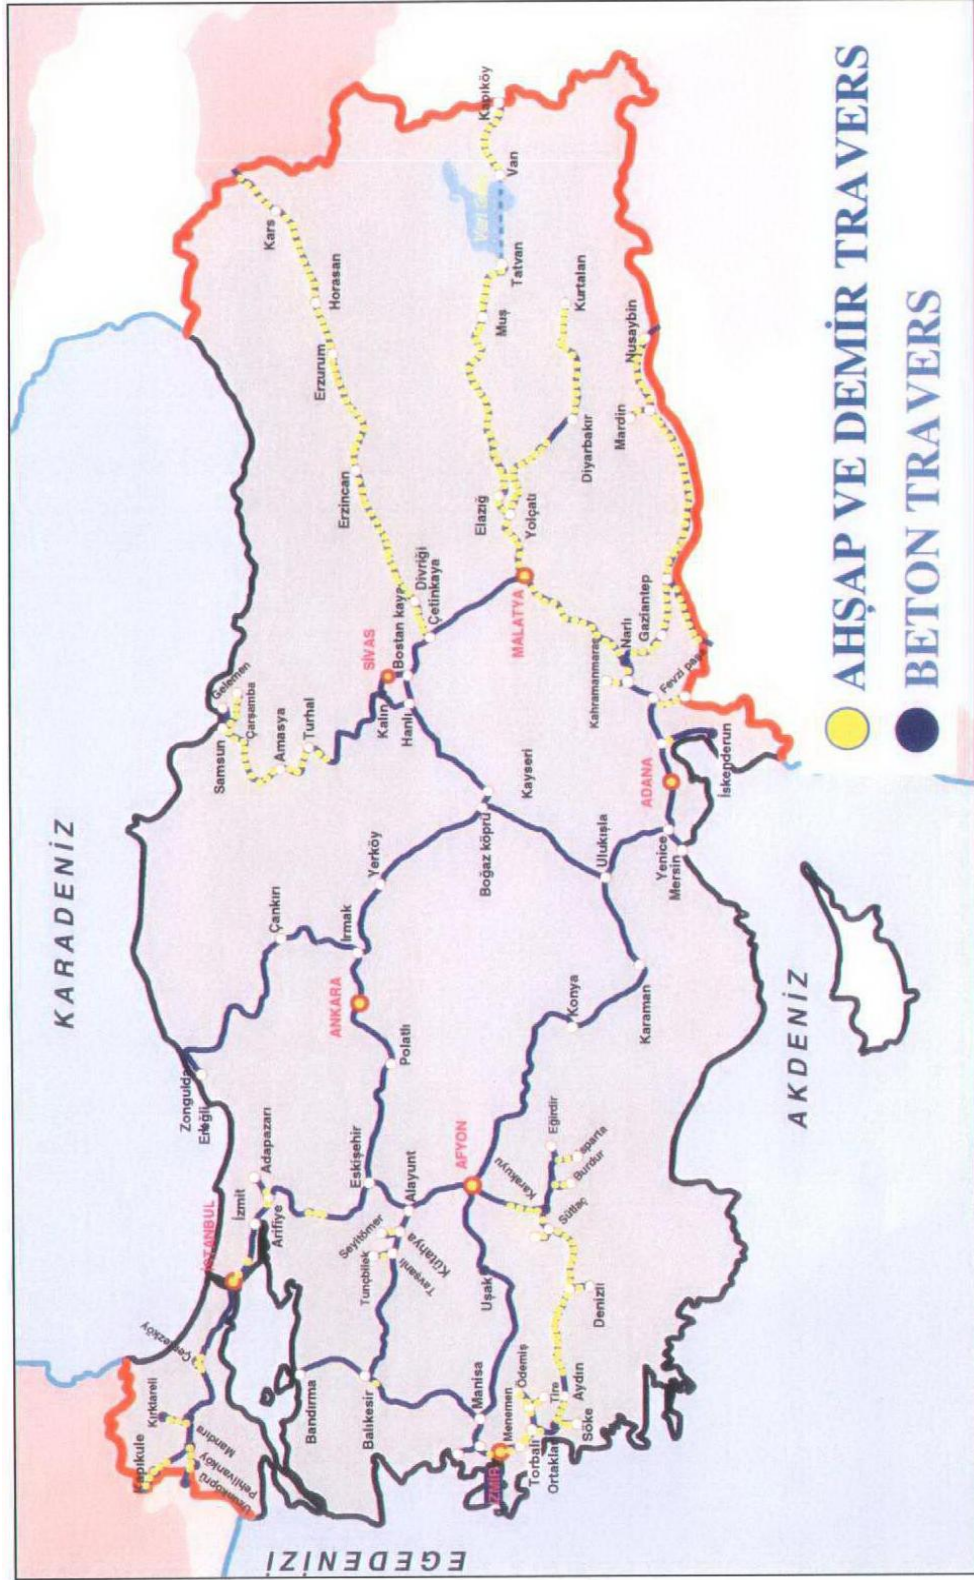 KARADENİZ
EGEDENİZİ
AKDENİZ
Kapıkule
Kırklareli
Mandıra
Pehlivanköy
Uzunköprü
Çerkezköy
İSTANBUL
İzmit
Adapazarı
Arifiye
Zongulda
Ereğli
Bandırma
Balıkesir
Manisa
Menemen
İZMİR
Ödemiş
Tire
Torbalı
Ortaklar
Aydın
Söke
Denizli
Sütlaç
Karakuyu
Burdur
Isparta
Eğirdir
Uşak
AFYON
Tunçbilek
Seyitömer
Tavşanlı
Kütahya
Alayunt
Eskişehir
Polatlı
ANKARA
Irmak
Çankırı
Yerköy
Konya
Karaman
Boğaz köprü
Kayseri
Ulukışla
Yenice
Mersin
ADANA
İskenderun
Fevzi paşa
Samsun
Gelemen
Çarşamba
Amasya
Turhal
Kalın
Hanlı
SİVAS
Bostan kaya
Çetinkaya
Divriği
MALATYA
Kahramanmaraş
Narlı
Gaziantep
Erzincan
Erzurum
Horasan
Kars
Elazığ
Yolçatı
Diyarbakır
Kurtalan
Mardin
Nusaybin
Muş
Tatvan
Van Gölü
Van
Kapıköy
AHŞAP VE DEMİR TRAVERS
BETON TRAVERS